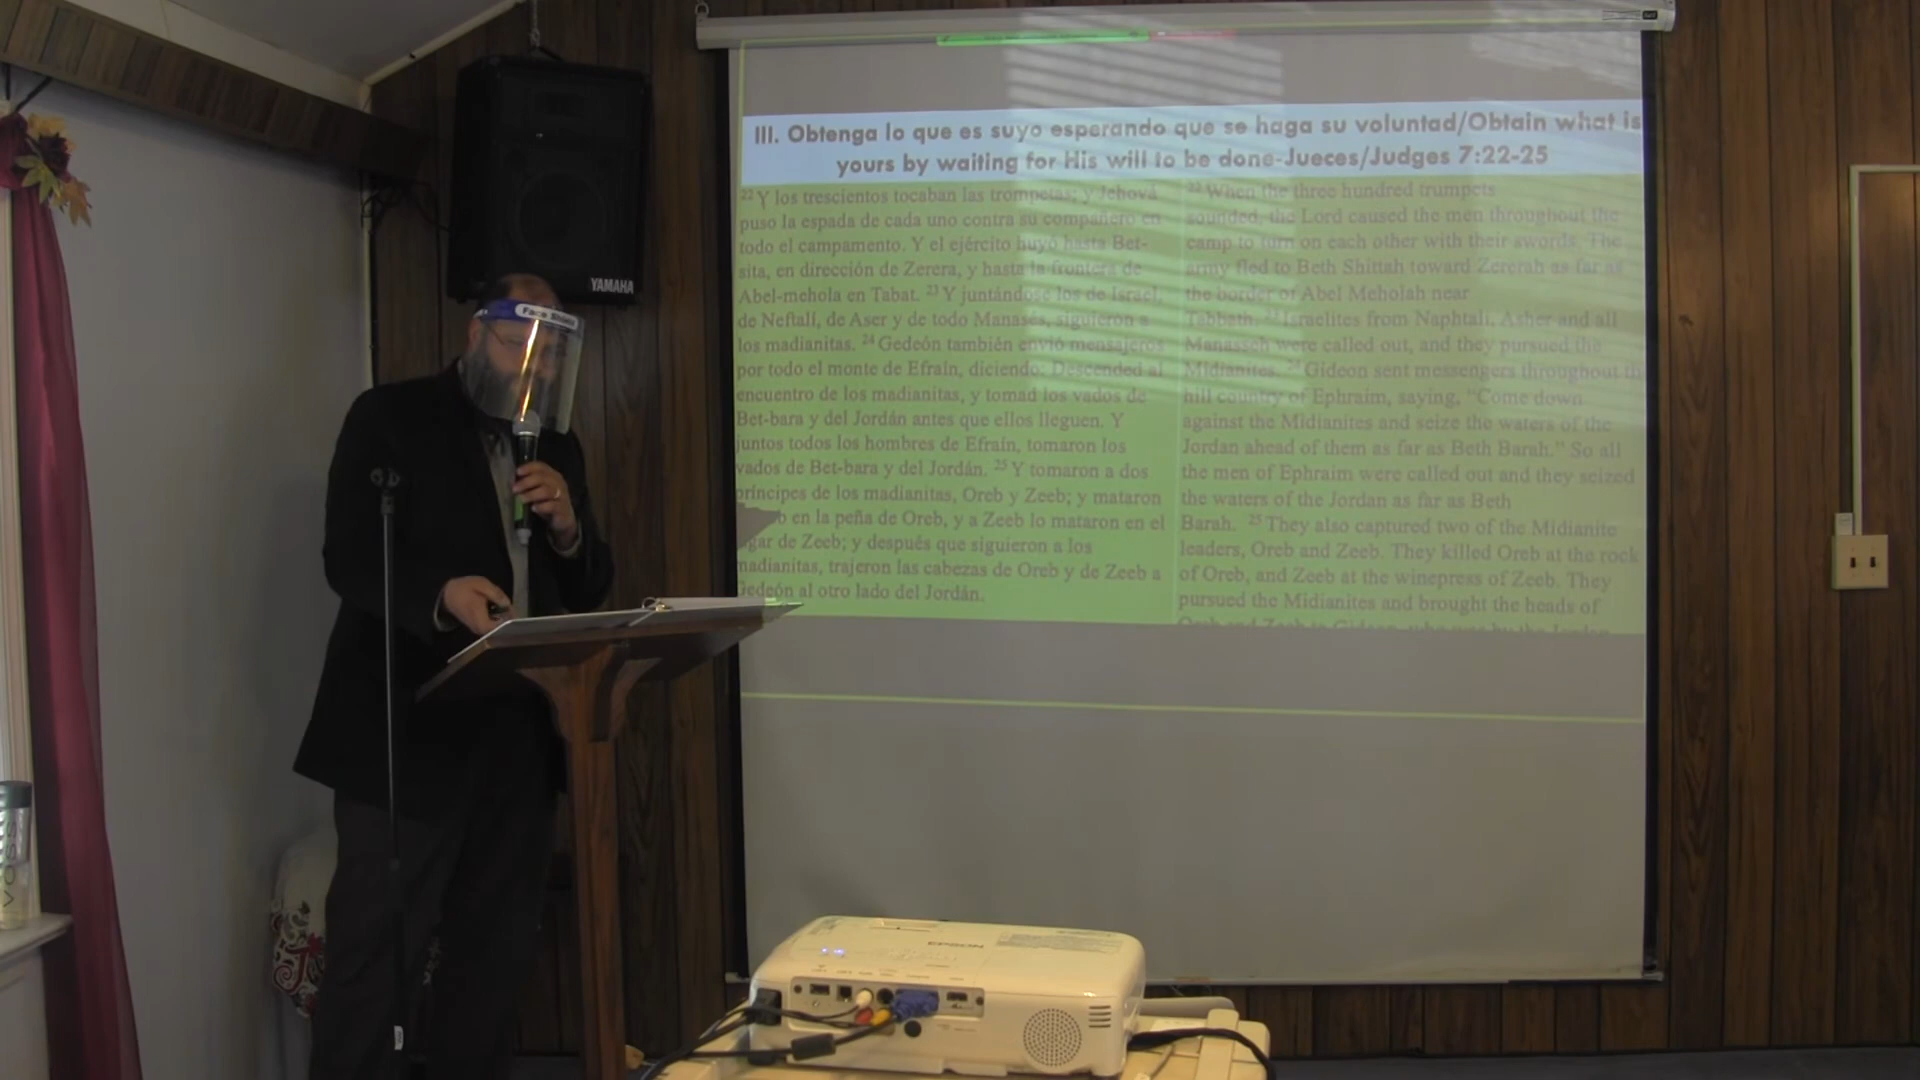 III. Obtenga lo que es suyo esperando que se haga su voluntad/Obtain what is
yours by waiting for His will to be done-Jueces/Judges 7:22-25
22 Y los trescientos tocaban las trompetas; y Jehová
puso la espada de cada uno contra su compañero en
todo el campamento. Y el ejército huyó hasta Bet-
sita, en dirección de Zerera, y hasta la frontera de
Abel-mehola en Tabat. 23 Y juntándose los de Israel,
de Neftalí, de Aser y de todo Manasés, siguieron a
los madianitas. 24 Gedeón también envió mensajeros
por todo el monte de Efraín, diciendo: Descended al
encuentro de los madianitas, y tomad los vados de
Bet-bara y del Jordán antes que ellos lleguen. Y
juntos todos los hombres de Efraín, tomaron los
vados de Bet-bara y del Jordán. 25 Y tomaron a dos
príncipes de los madianitas, Oreb y Zeeb; y mataron
en la peña de Oreb, y a Zeeb lo mataron en el
lagar de Zeeb; y después que siguieron a los
madianitas, trajeron las cabezas de Oreb y de Zeeb a
Gedeón al otro lado del Jordán.
22 When the three hundred trumpets
sounded, the Lord caused the men throughout the
camp to turn on each other with their swords. The
army fled to Beth Shittah toward Zererah as far as
the border of Abel Meholah near
Tabbath. 23 Israelites from Naphtali, Asher and all
Manasseh were called out, and they pursued the
Midianites. 24 Gideon sent messengers throughout the
hill country of Ephraim, saying, “Come down
against the Midianites and seize the waters of the
Jordan ahead of them as far as Beth Barah.” So all
the men of Ephraim were called out and they seized
the waters of the Jordan as far as Beth
Barah. 25 They also captured two of the Midianite
leaders, Oreb and Zeeb. They killed Oreb at the rock
of Oreb, and Zeeb at the winepress of Zeeb. They
pursued the Midianites and brought the heads of
Oreb and Zeeb to Gideon, who was by the Jordan.
YAMAHA
Face Shield
VOSS
EPSON